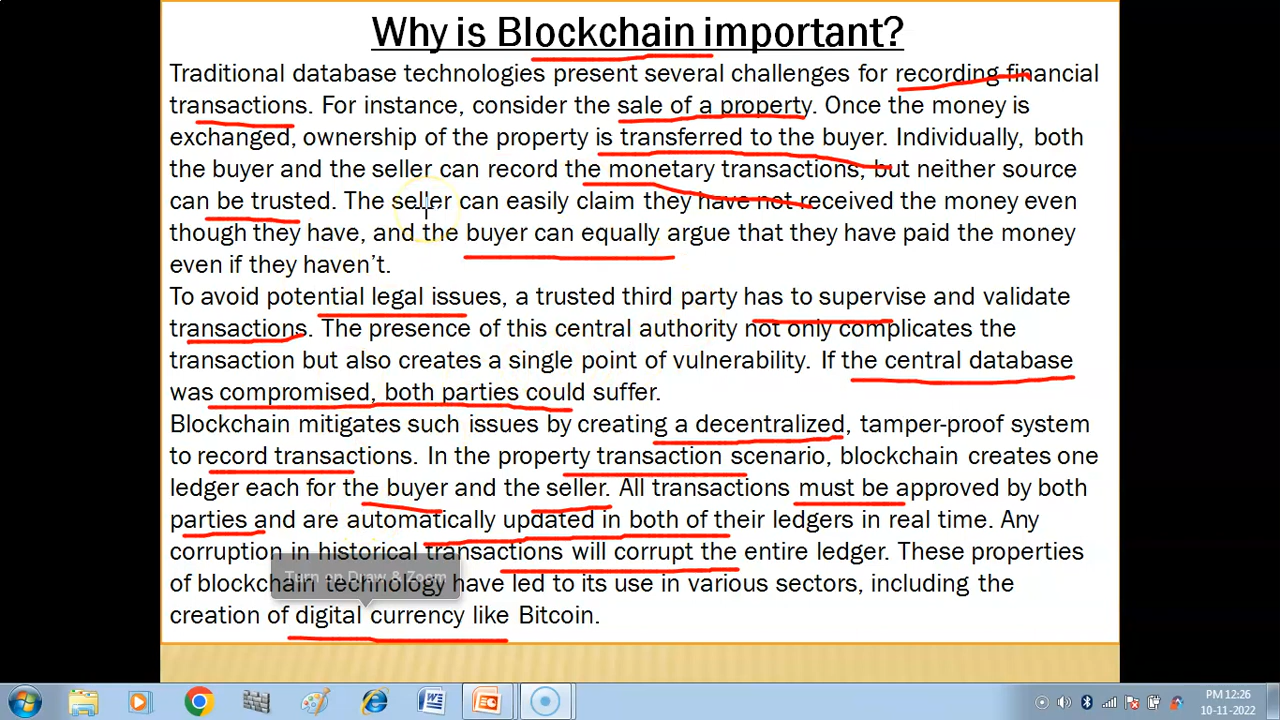 Why is Blockchain important?
Traditional database technologies present several challenges for recording financial
transactions. For instance, consider the sale of a property. Once the money is
exchanged, ownership of the property is transferred to the buyer. Individually, both
the buyer and the seller can record the monetary transactions, but neither source
can be trusted. The seller can easily claim they have not received the money even
though they have, and the buyer can equally argue that they have paid the money
even if they haven't.
To avoid potential legal issues, a trusted third party has to supervise and validate
transactions. The presence of this central authority not only complicates the
transaction but also creates a single point of vulnerability. If the central database
was compromised, both parties could suffer.
Blockchain mitigates such issues by creating a decentralized, tamper-proof system
to record transactions. In the property transaction scenario, blockchain creates one
ledger each for the buyer and the seller. All transactions must be approved by both
parties and are automatically updated in both of their ledgers in real time. Any
corruption in historical transactions will corrupt the entire ledger. These properties
Turn on Draw & Zoom
of blockchain technology have led to its use in various sectors, including the
creation of digital currency like Bitcoin.
PM 12:26
10-11-2022